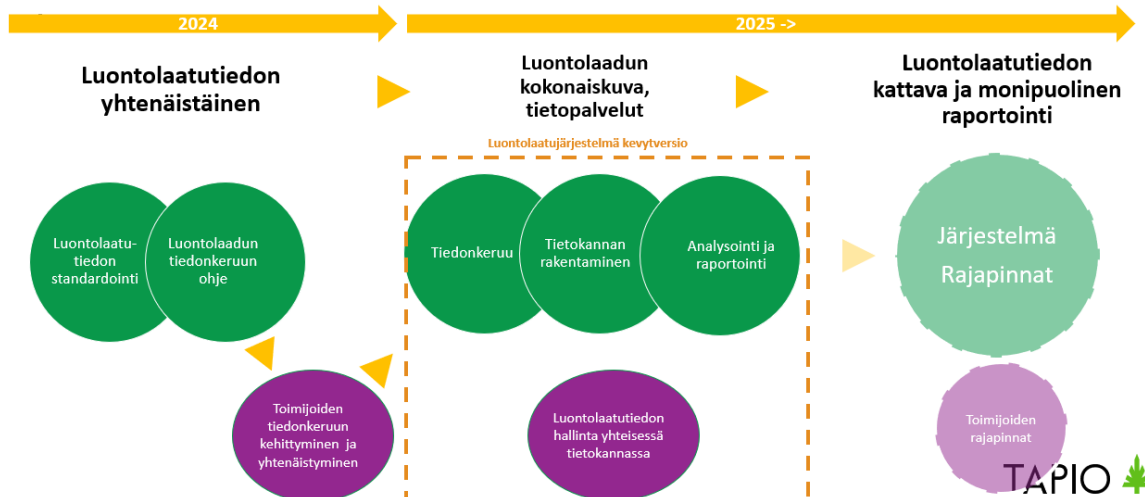 2024
2025 ->
Luontolaatutiedon
yhtenäistäinen
Luontolaadun
kokonaiskuva,
tietopalvelut
Luontolaatutiedon
kattava ja monipuolinen
raportointi
Luontolaatujärjestelmä kevytversio
Luontolaatu-
tiedon
standardointi
Luontolaadun
tiedonkeruun
ohje
Tiedonkeruu
Tietokannan
rakentaminen
Analysointi ja
raportointi
Järjestelmä
Rajapinnat
Toimijoiden
tiedonkeruun
kehittyminen ja
yhtenäistyminen
Luontolaatutiedon
hallinta yhteisessä
tietokannassa
Toimijoiden
rajapinnat
TAPIO